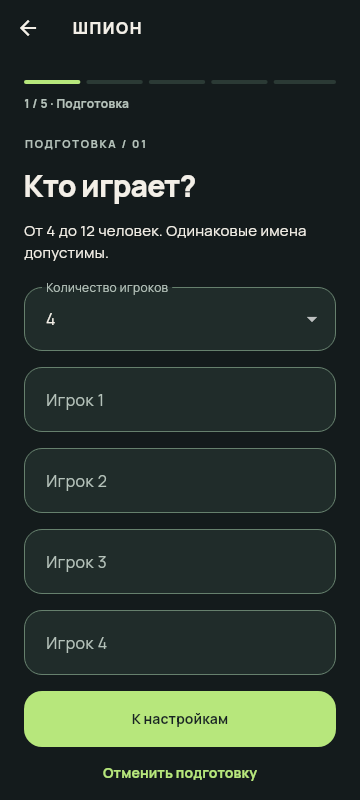 ШПИОН
1 / 5 · Подготовка
ПОДГОТОВКА / 01
Кто играет?
От 4 до 12 человек. Одинаковые имена
допустимы.
Количество игроков
4
Игрок 1
Игрок 2
Игрок 3
Игрок 4
К настройкам
Отменить подготовку